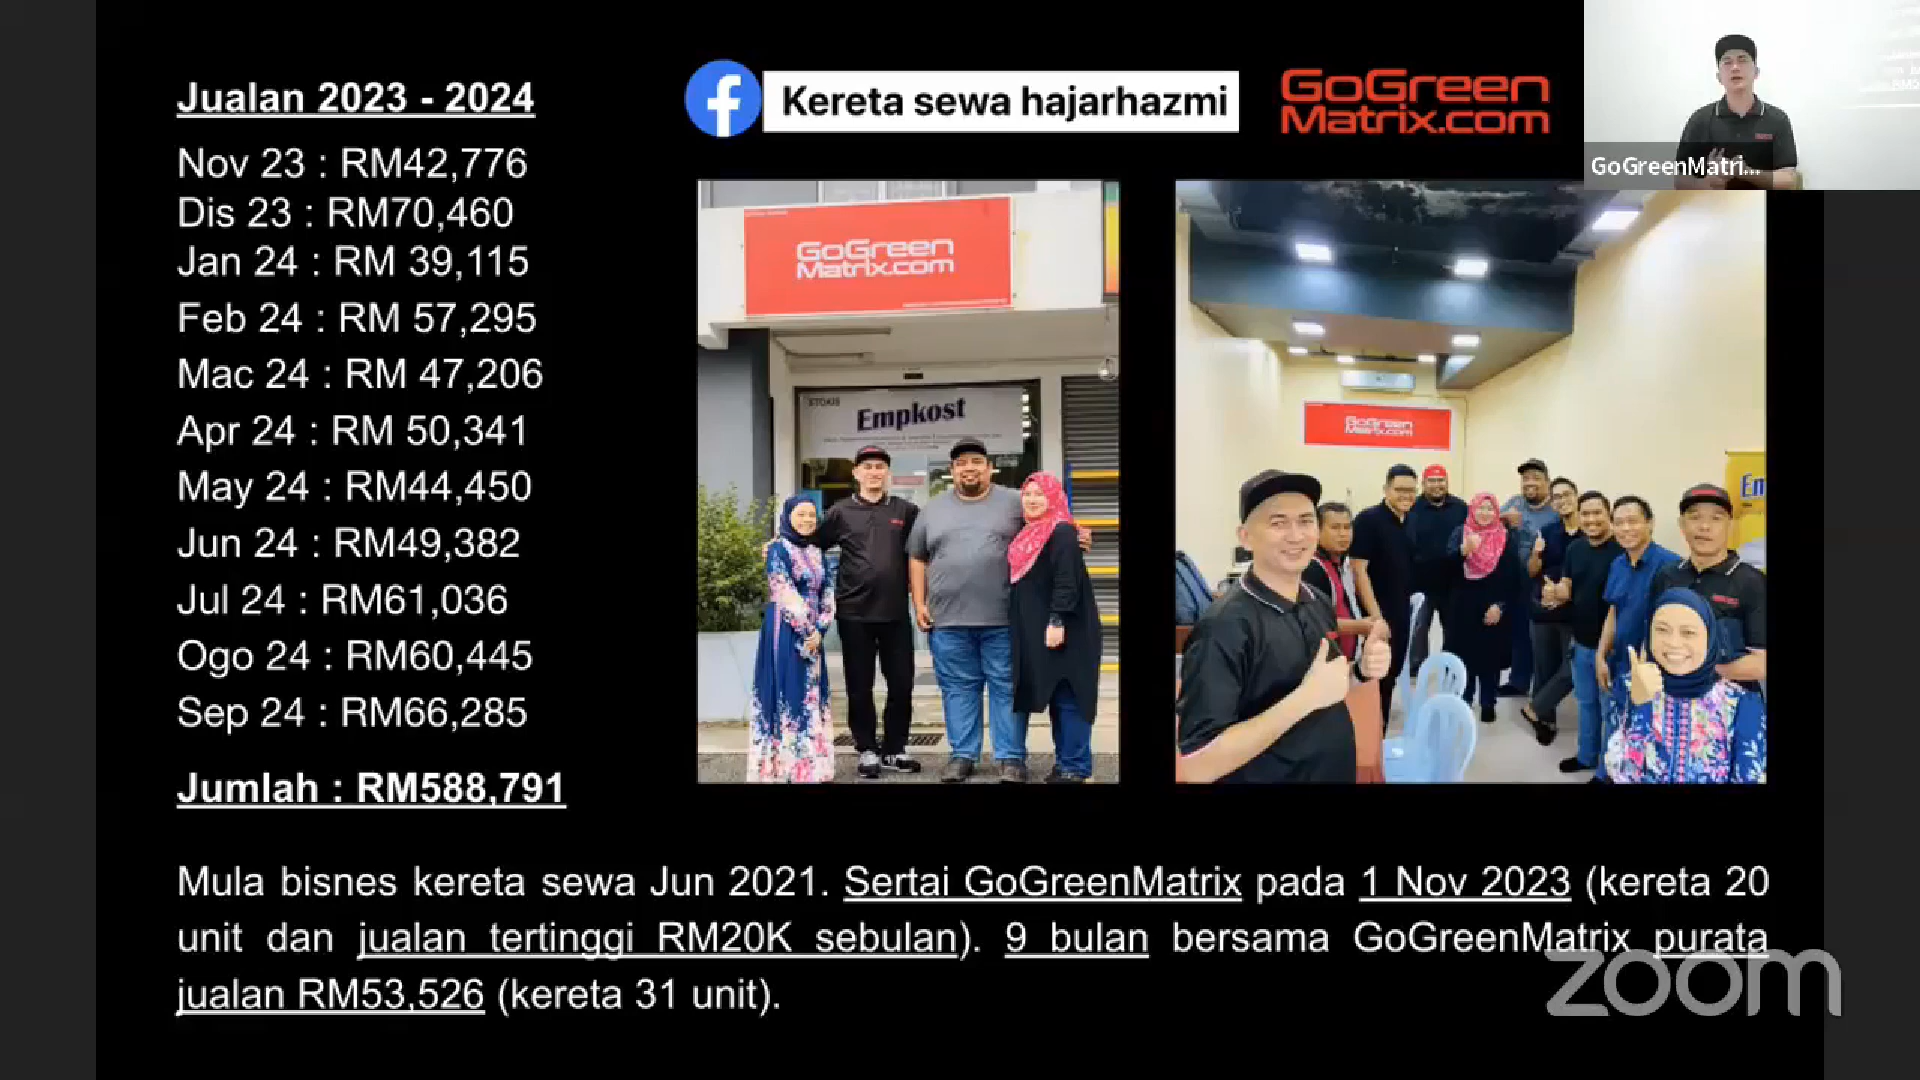 Jualan 2023 - 2024
Nov 23 : RM42,776
Dis 23 : RM70,460
Jan 24 : RM 39,115
Feb 24 : RM 57,295
Mac 24 : RM 47,206
Apr 24 : RM 50,341
May 24 : RM44,450
Jun 24 : RM49,382
Jul 24 : RM61,036
Ogo 24 : RM60,445
Sep 24 : RM66,285
Jumlah : RM588,791
Kereta sewa hajarhazmi
GoGreen
Matrix.com
GoGreenMatri...
GoGreen
Matrix.com
STOKIS
Empkost
GoGreen
Matrix.com
Em
Mula bisnes kereta sewa Jun 2021. Sertai GoGreenMatrix pada 1 Nov 2023 (kereta 20
unit dan jualan tertinggi RM20K sebulan). 9 bulan bersama GoGreenMatrix purata
jualan RM53,526 (kereta 31 unit).
zoom